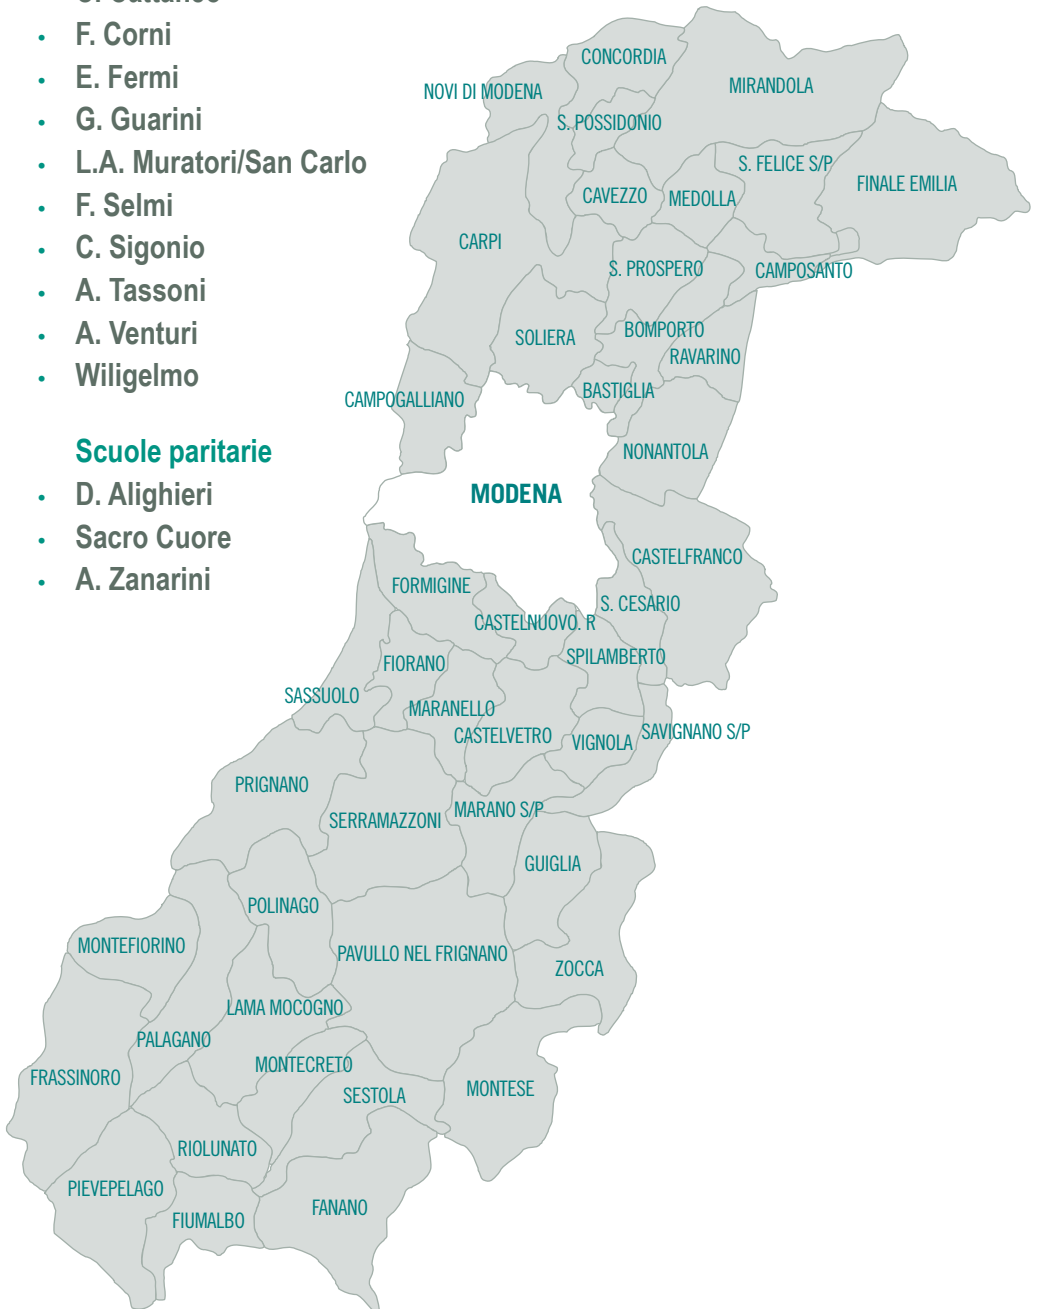 • F. Corni
• E. Fermi
• G. Guarini
• L.A. Muratori/San Carlo
• F. Selmi
• C. Sigonio
• A. Tassoni
• A. Venturi
• Wiligelmo
Scuole paritarie
• D. Alighieri
• Sacro Cuore
• A. Zanarini
CONCORDIA
MIRANDOLA
NOVI DI MODENA
S. POSSIDONIO
S. FELICE S/P
FINALE EMILIA
CAVEZZO
MEDOLLA
CARPI
S. PROSPERO
CAMPOSANTO
SOLIERA
BOMPORTO
RAVARINO
BASTIGLIA
CAMPOGALLIANO
NONANTOLA
MODENA
CASTELFRANCO
FORMIGINE
S. CESARIO
CASTELNUOVO. R
SPILAMBERTO
FIORANO
SASSUOLO
MARANELLO
SAVIGNANO S/P
CASTELVETRO
VIGNOLA
PRIGNANO
MARANO S/P
SERRAMAZZONI
GUIGLIA
POLINAGO
MONTEFIORINO
PAVULLO NEL FRIGNANO
ZOCCA
LAMA MOCOGNO
PALAGANO
MONTECRETO
FRASSINORO
MONTESE
SESTOLA
RIOLUNATO
PIEVEPELAGO
FANANO
FIUMALBO